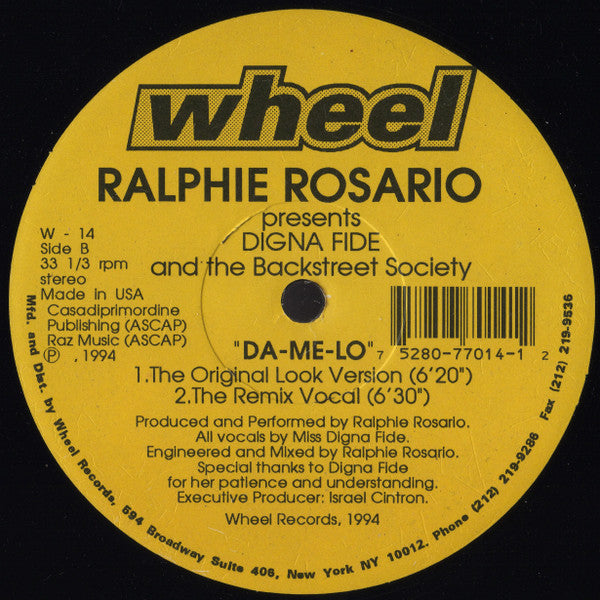 wheel
RALPHIE ROSARIO
presents
DIGNA FIDE
and the Backstreet Society
W - 14
Side B
33 1/3 rpm
stereo
Made in USA
Casadiprimordine
Publishing (ASCAP)
Raz Music (ASCAP)
Ⓟ ,1994
"DA-ME-LO"
7 5280-77014-1 2
1.The Original Look Version (6'20")
2.The Remix Vocal (6'30")
Produced and Performed by Ralphie Rosario.
All vocals by Miss Digna Fide.
Engineered and Mixed by Ralphie Rosario.
Special thanks to Digna Fide
for her patience and understanding.
Executive Producer: Israel Cintron.
Wheel Records, 1994
Mfd. and Dist. by Wheel Records, 594 Broadway Suite 406, New York NY 10012. Phone (212) 219-9286 Fax (212) 219-9536